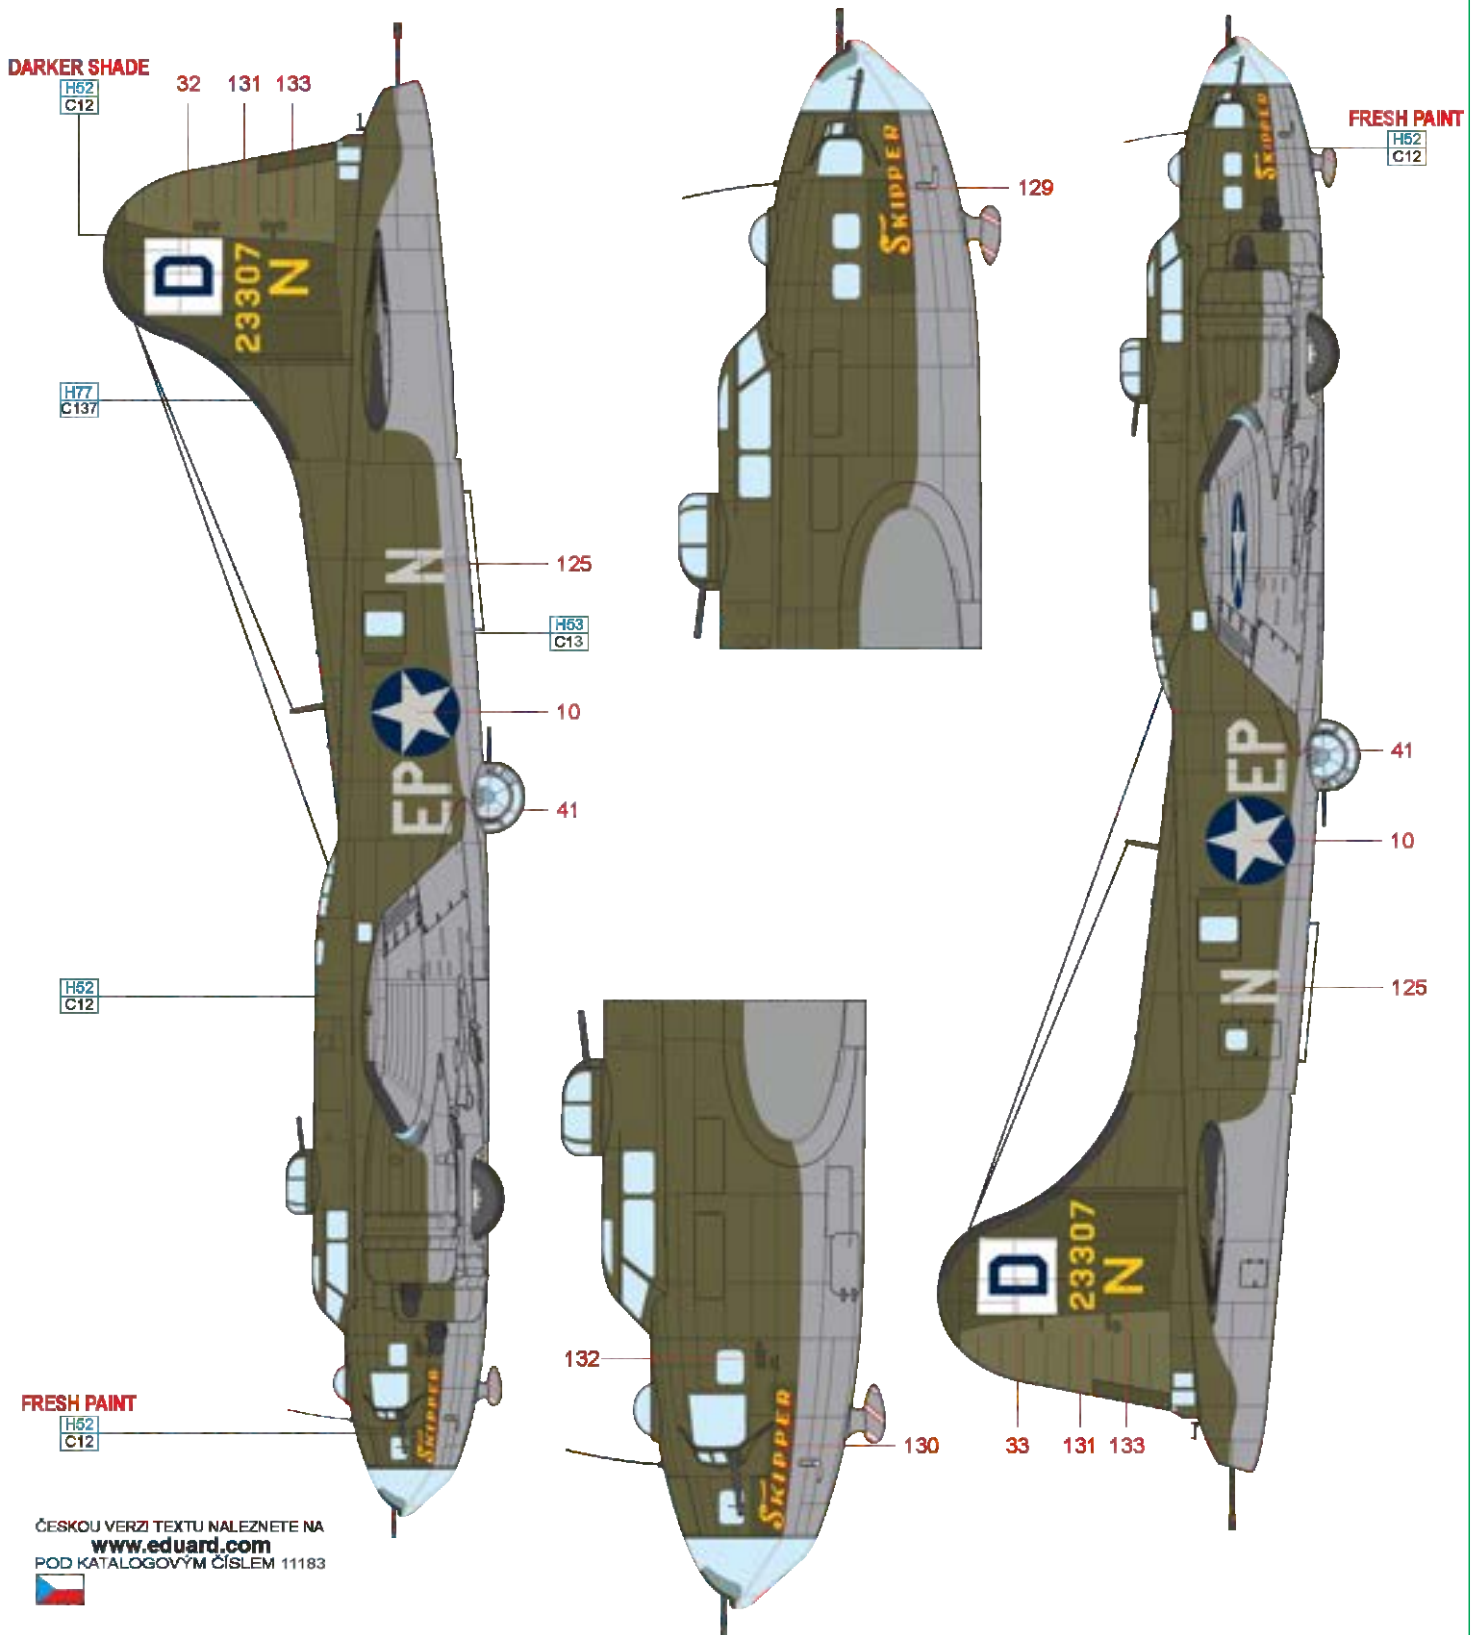 DARKER SHADE
H52
C12
32
131
133
D
23307
N
H77
C137
N
125
H53
C13
10
EP
41
H52
C12
FRESH PAINT
H52
C12
SKIPPER
SKIPPER
129
132
130
SKIPPER
FRESH PAINT
H52
C12
SKIPPER
41
EP
10
N
125
D
23307
N
33
131
133
ČESKOU VERZI TEXTU NALEZNETE NA
www.eduard.com
POD KATALOGOVÝM ČÍSLEM 11183